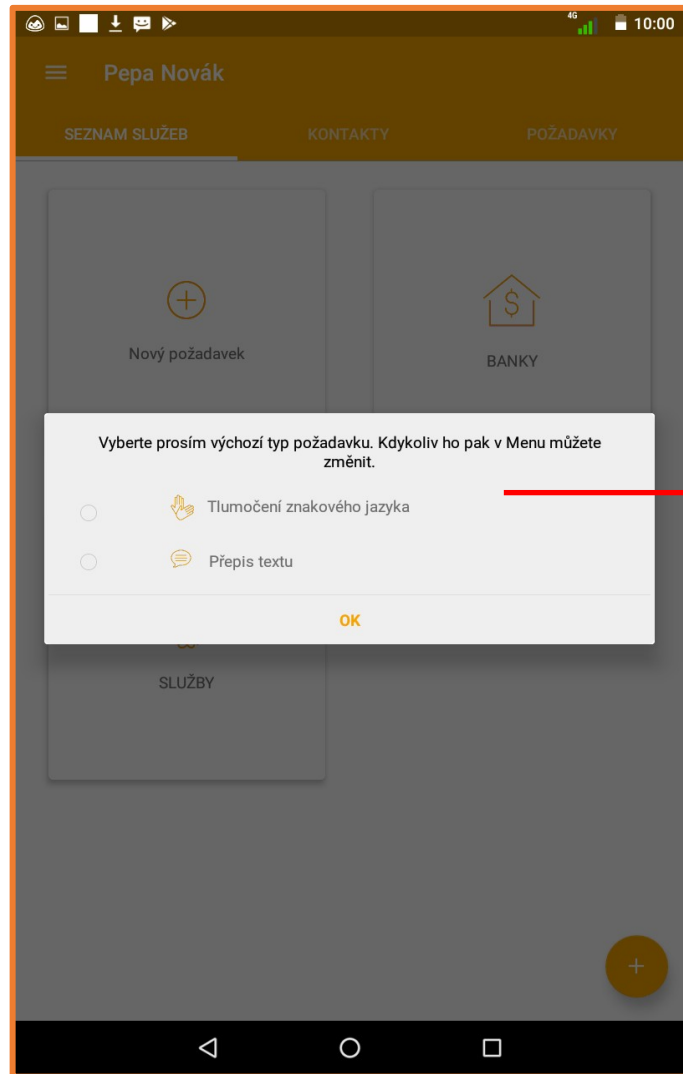 4G 10:00
Pepa Novák
SEZNAM SLUŽEB KONTAKTY POŽADAVKY
Nový požadavek
BANKY
Vyberte prosím výchozí typ požadavku. Kdykoliv ho pak v Menu můžete
změnit.
Tlumočení znakového jazyka
Přepis textu
OK
SLUŽBY